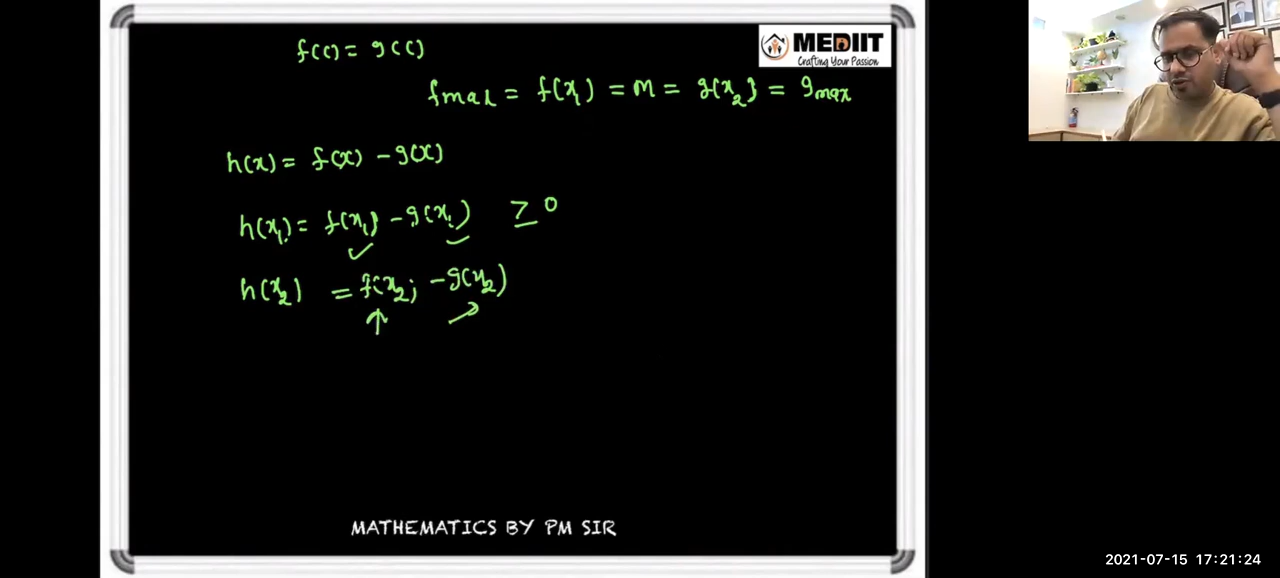 f(c) = g(c)
MEDIIT
Crafting Your Passion
fmax = f(x₁) = M = g(x₂) = gmax
h(x) = f(x) - g(x)
h(x₁) = f(x₁) - g(x₁) ≥ 0
h(x₂) = f(x₂) - g(x₂)
MATHEMATICS BY PM SIR
2021-07-15 17:21:24